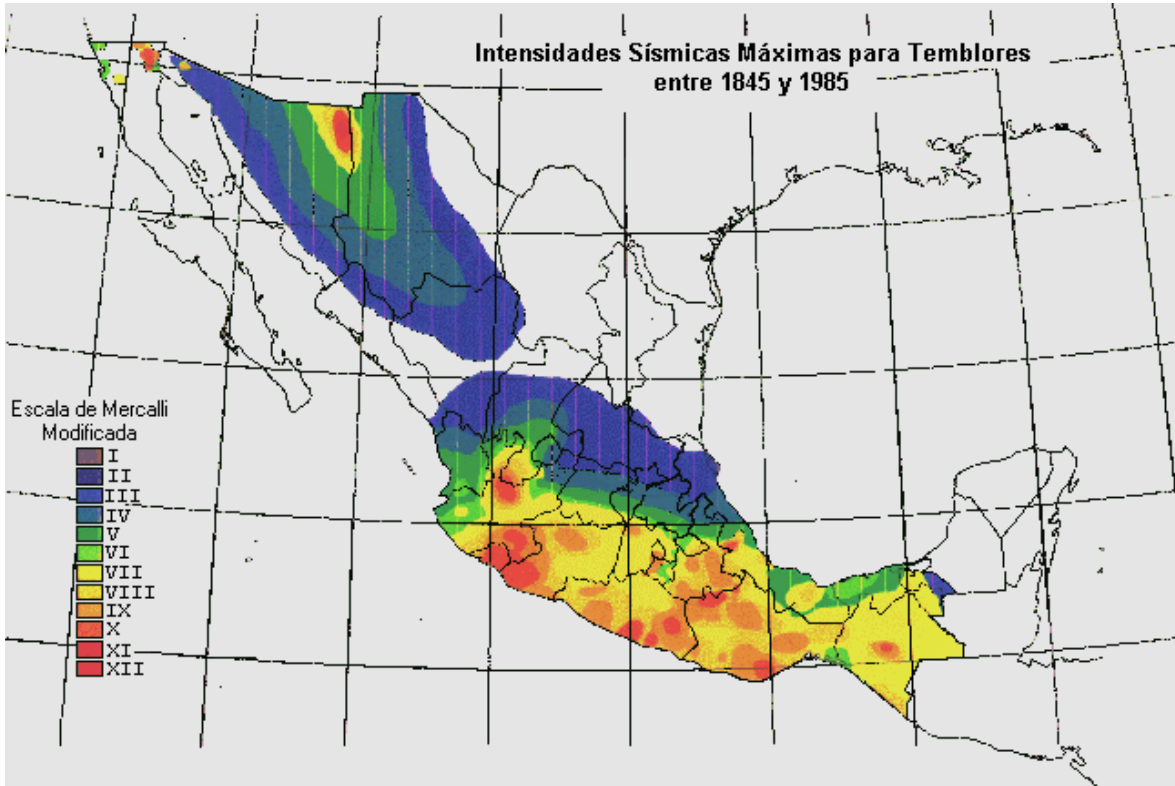 Intensidades Sísmicas Máximas para Temblores
entre 1845 y 1985
Escala de Mercalli
Modificada
I
II
III
IV
V
VI
VII
VIII
IX
X
XI
XII